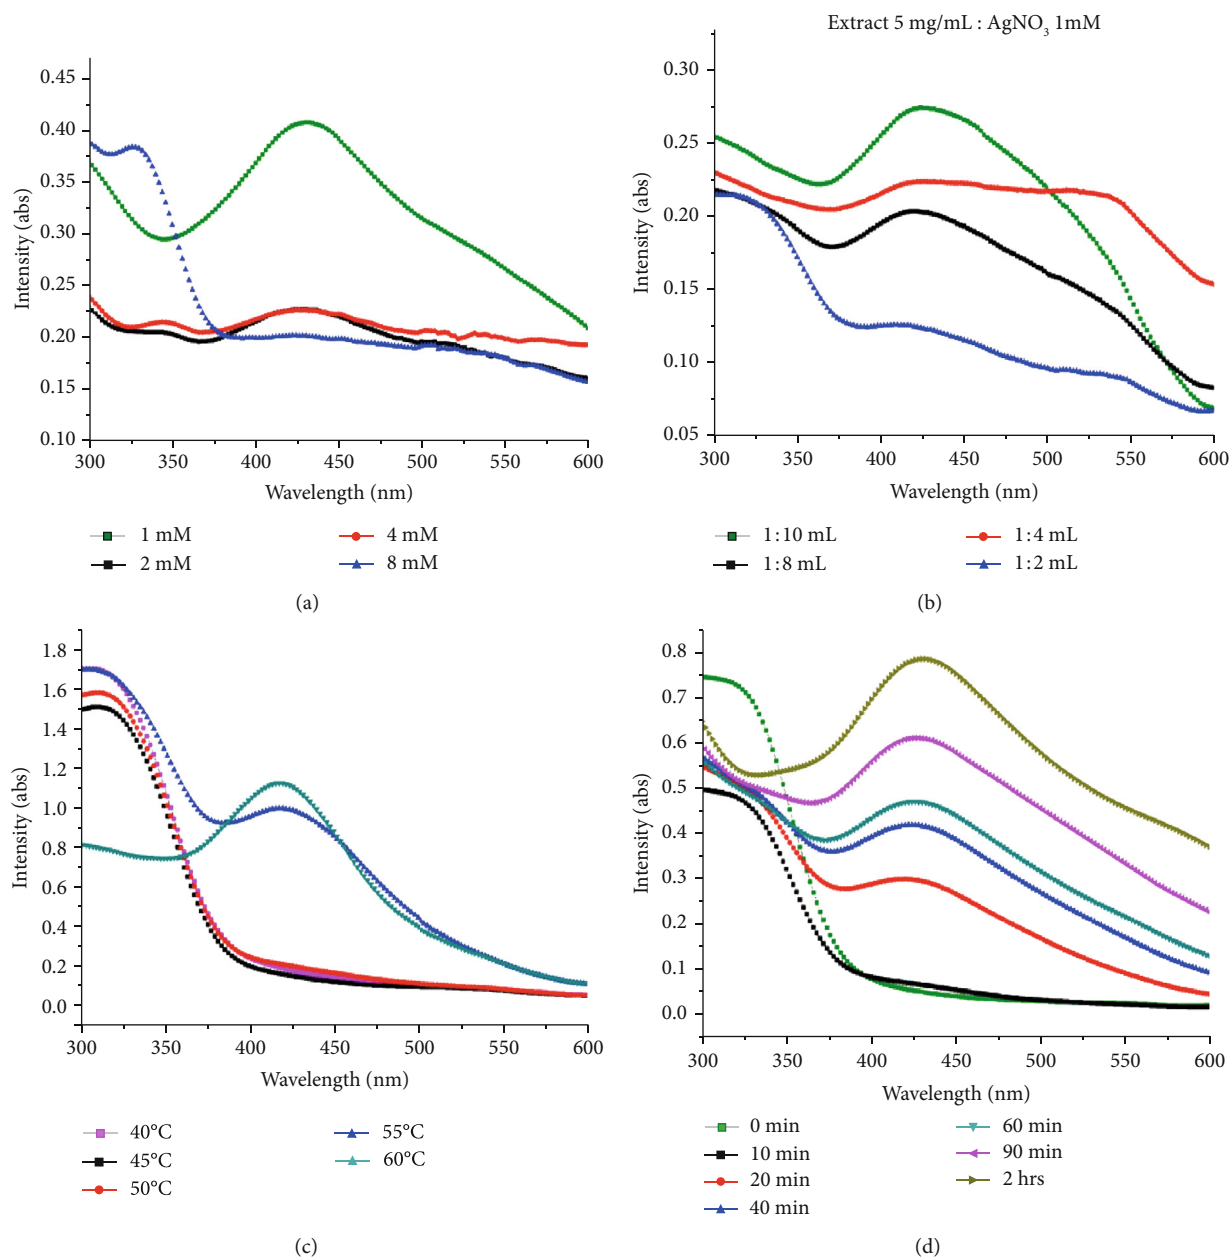 0.45
0.40
0.35
0.30
0.25
0.20
0.15
0.10
Intensity (abs)
300 350 400 450 500 550 600
Wavelength (nm)
1 mM 4 mM
2 mM 8 mM
(a)
Extract 5 mg/mL : AgNO3 1mM
0.30
0.25
0.20
0.15
0.10
0.05
Intensity (abs)
300 350 400 450 500 550 600
Wavelength (nm)
1:10 mL 1:4 mL
1:8 mL 1:2 mL
(b)
1.8
1.6
1.4
1.2
1.0
0.8
0.6
0.4
0.2
0.0
Intensity (abs)
300 350 400 450 500 550 600
Wavelength (nm)
40°C 55°C
45°C 60°C
50°C
(c)
0.8
0.7
0.6
0.5
0.4
0.3
0.2
0.1
0.0
Intensity (abs)
300 350 400 450 500 550 600
Wavelength (nm)
0 min 60 min
10 min 90 min
20 min 2 hrs
40 min
(d)